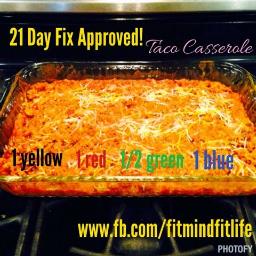 21 Day Fix Approved!
Taco Casserole
1 yellow . 1 red . 1/2 green . 1 blue
www.fb.com/fitmindfitlife
PHOTOFY